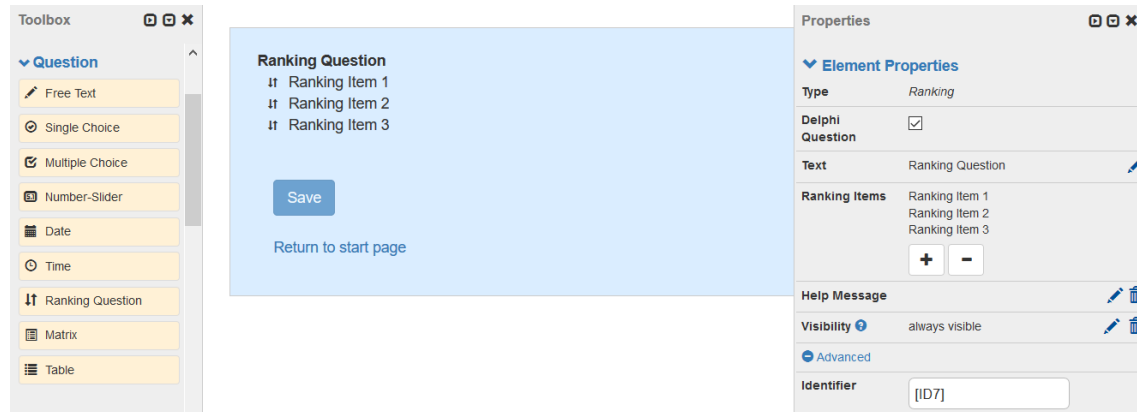 Toolbox
Question
Free Text
Single Choice
Multiple Choice
Number-Slider
Date
Time
Ranking Question
Matrix
Table
Ranking Question
Ranking Item 1
Ranking Item 2
Ranking Item 3
Save
Return to start page
Properties
Element Properties
Type Ranking
Delphi
Question
Text Ranking Question
Ranking Items Ranking Item 1
Ranking Item 2
Ranking Item 3
Help Message
Visibility always visible
Advanced
Identifier [ID7]